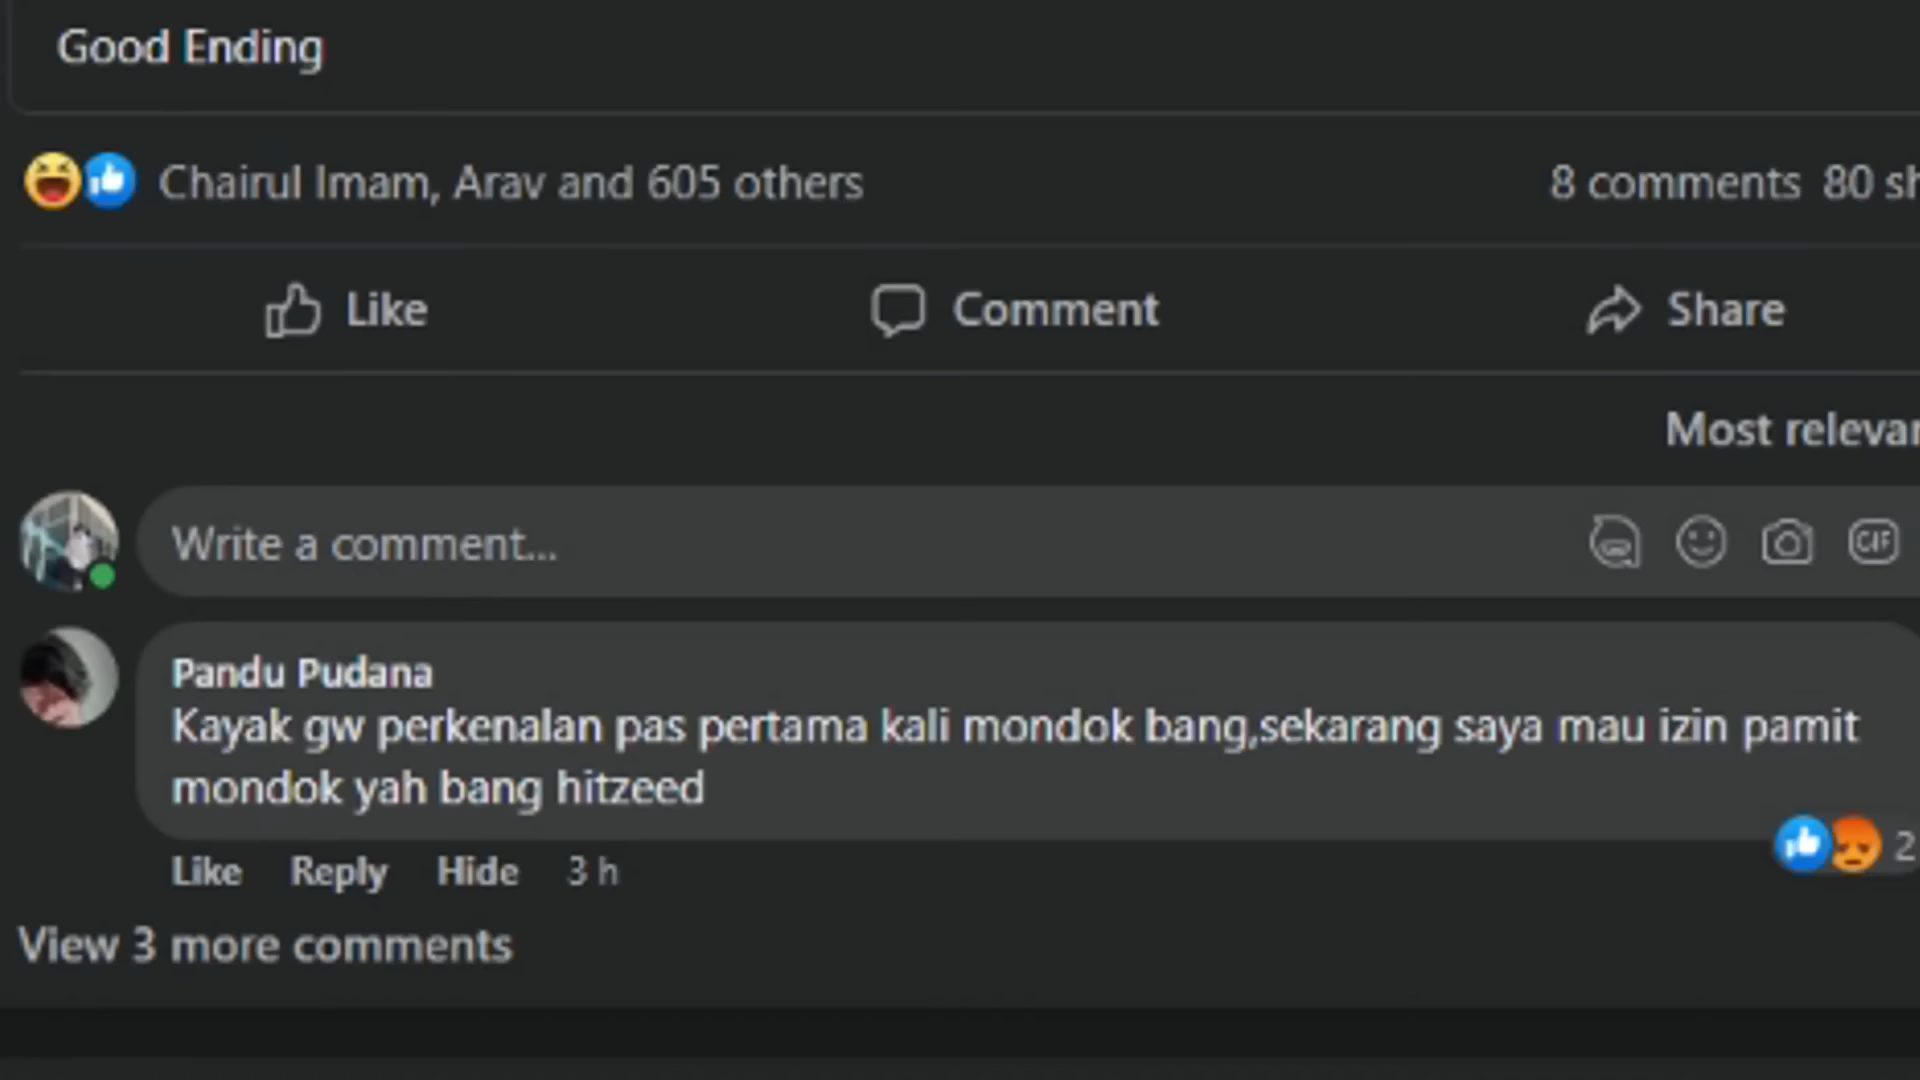 Good Ending
Chairul Imam, Arav and 605 others
8 comments 80 sh
Like
Comment
Share
Most relevan
Write a comment...
GIF
Pandu Pudana
Kayak gw perkenalan pas pertama kali mondok bang,sekarang saya mau izin pamit
mondok yah bang hitzeed
2
Like Reply Hide 3 h
View 3 more comments